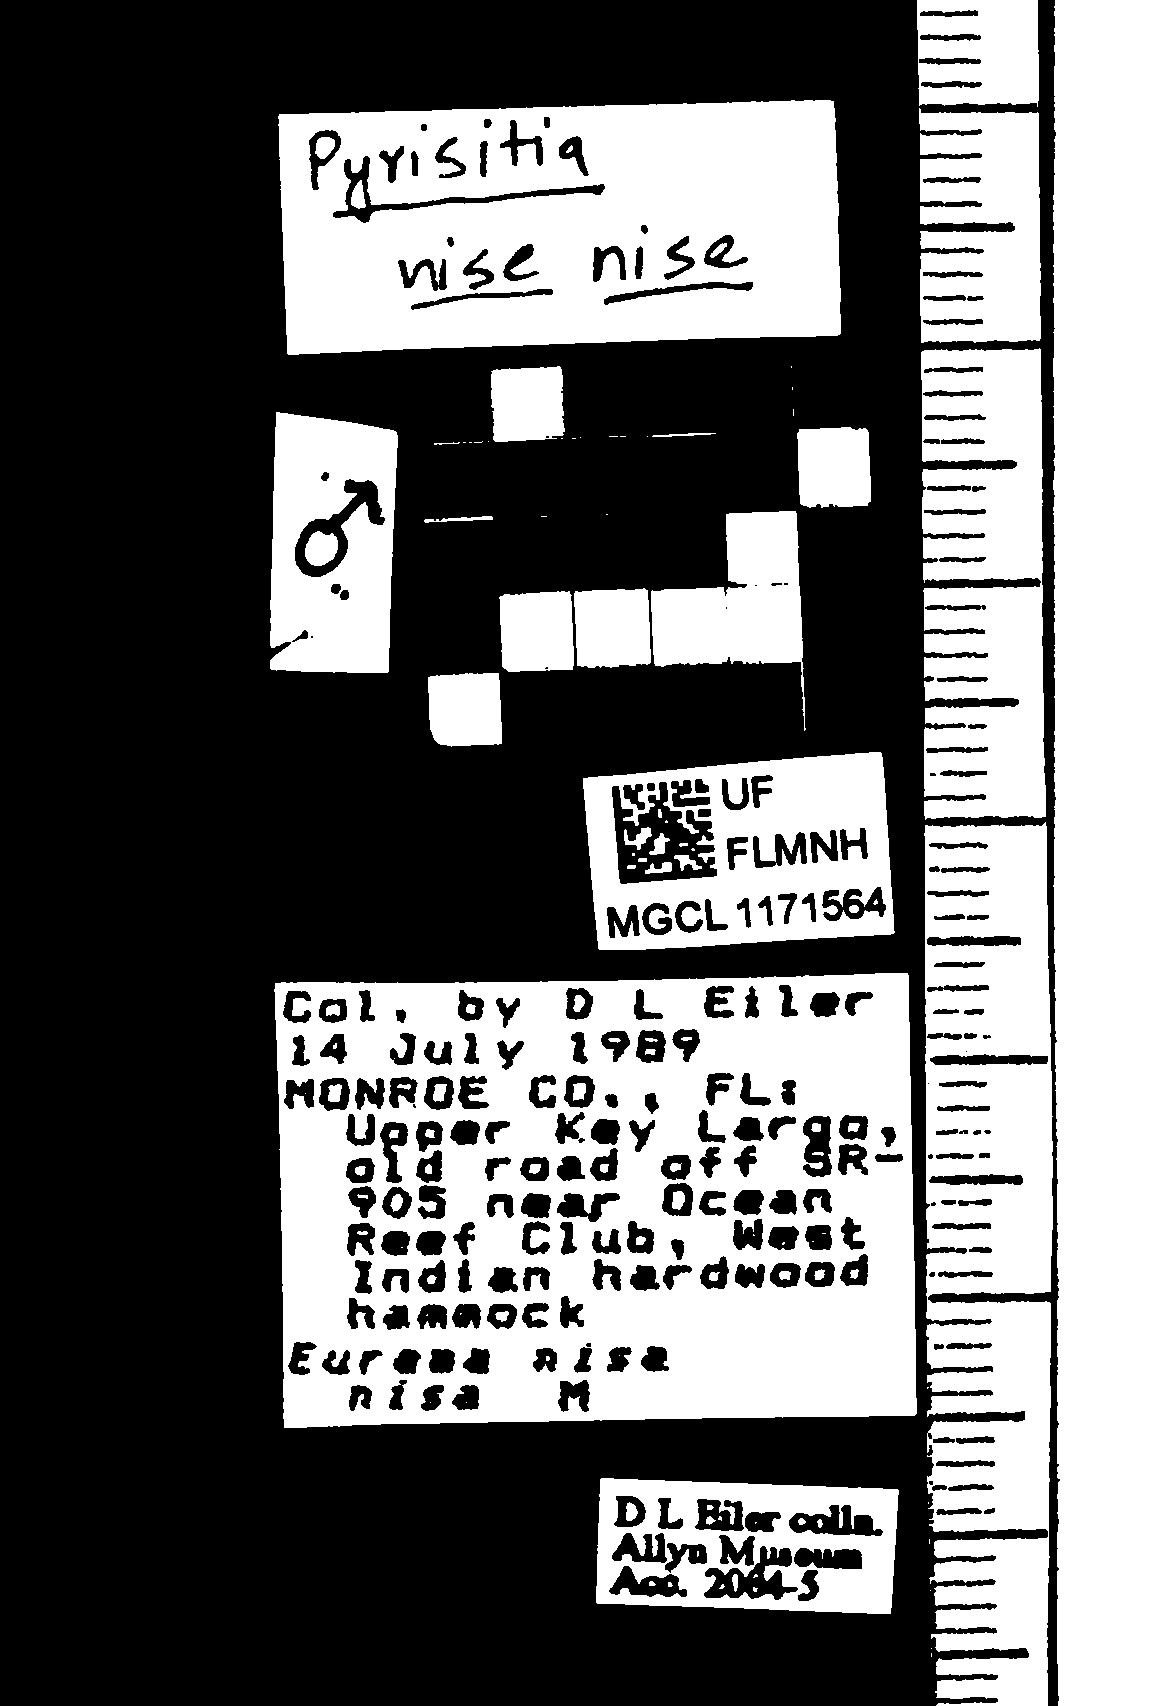 Pyrisitia
nise nise
♂
UF
FLMNH
MGCL 1171564
Col. by D L Eiler
14 July 1989
MONROE CO., FL:
Upper Key Largo,
old road off SR-
905 near Ocean
Reef Club, West
Indian hardwood
hammock
Eurema nisa
nisa M
D L Eiler colln.
Allyn Museum
Acc. 2004-5